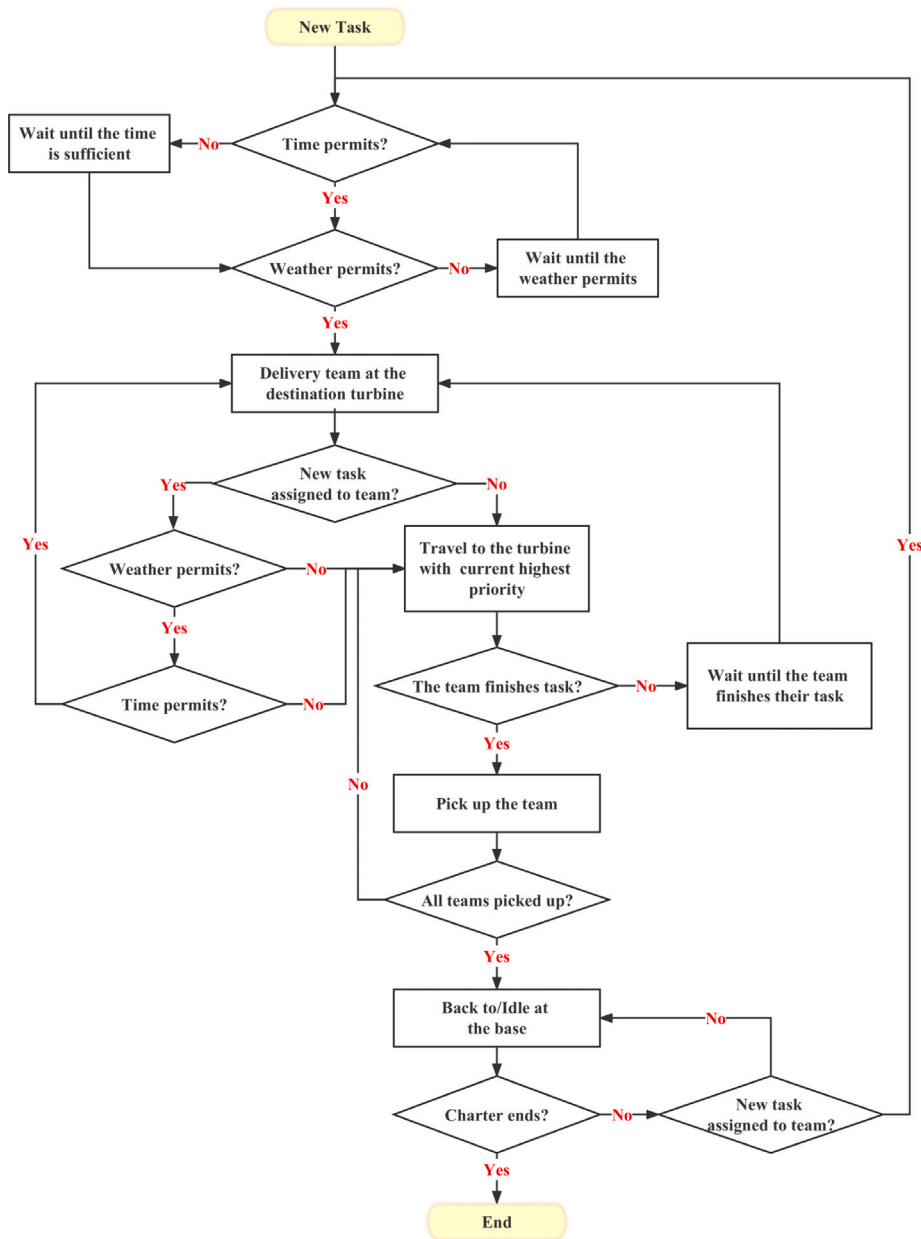 New Task
Wait until the time
is sufficient
No
Time permits?
Yes
Weather permits?
No
Wait until the
weather permits
Yes
Delivery team at the
destination turbine
New task
assigned to team?
Yes
No
Yes
Yes
Weather permits?
No
Travel to the turbine
with current highest
priority
Yes
Time permits?
No
The team finishes task?
No
Wait until the team
finishes their task
Yes
No
Pick up the team
All teams picked up?
Yes
Back to/Idle at
the base
No
Charter ends?
No
New task
assigned to team?
Yes
End